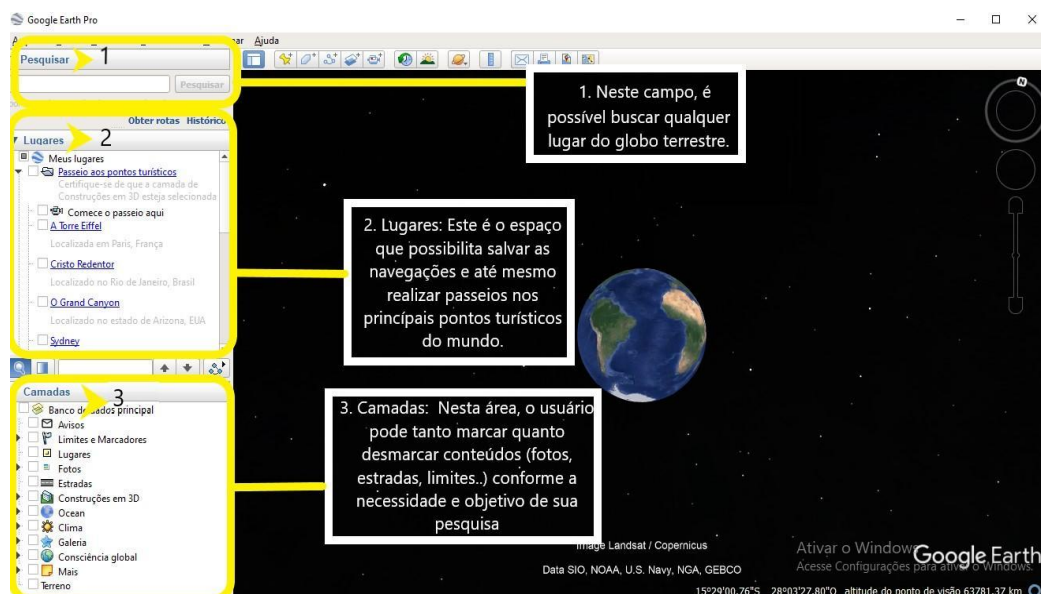 Google Earth Pro
Ajuda
Pesquisar
1
Pesquisar
Obter rotas Histórico
Lugares
2
Meus lugares
Passeio aos pontos turísticos
Certifique-se de que a camada de
Construções em 3D esteja selecionada
Comece o passeio aqui
A Torre Eiffel
Localizada em Paris, França
Cristo Redentor
Localizado no Rio de Janeiro, Brasil
O Grand Canyon
Localizado no estado de Arizona, EUA
Sydney
Camadas
3
Banco de dados principal
Avisos
Limites e Marcadores
Lugares
Fotos
Estradas
Construções em 3D
Ocean
Clima
Galeria
Consciência global
Mais
Terreno
1. Neste campo, é
possível buscar qualquer
lugar do globo terrestre.
2. Lugares: Este é o espaço
que possibilita salvar as
navegações e até mesmo
realizar passeios nos
princípais pontos turísticos
do mundo.
3. Camadas: Nesta área, o usuário
pode tanto marcar quanto
desmarcar conteúdos (fotos,
estradas, limites..) conforme a
necessidade e objetivo de sua
pesquisa
N
Image Landsat / Copernicus
Data SIO, NOAA, U.S. Navy, NGA, GEBCO
Ativar o Windows
Acesse Configurações para ativar o Windows.
Google Earth
15°29'00.76"S 28°03'27.80"O altitude do ponto de visão 63781.37 km